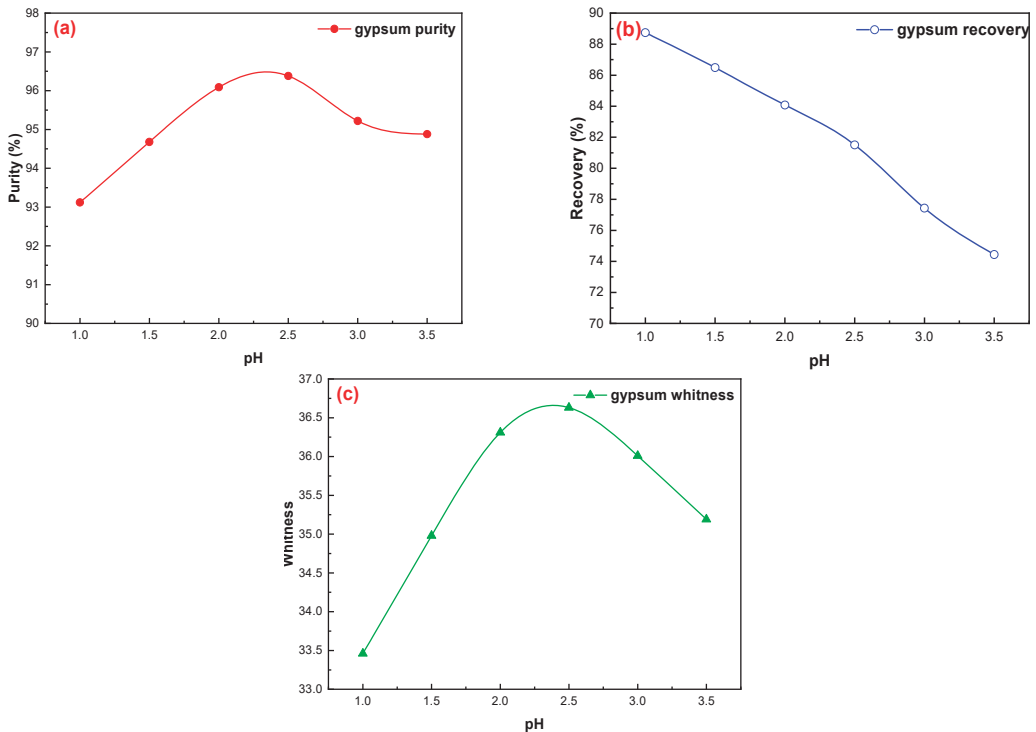 (a)
gypsum purity
98
97
96
95
94
93
92
91
90
Purity (%)
1.0 1.5 2.0 2.5 3.0 3.5
pH
(b)
gypsum recovery
90
88
86
84
82
80
78
76
74
72
70
Recovery (%)
1.0 1.5 2.0 2.5 3.0 3.5
pH
(c)
gypsum whitness
37.0
36.5
36.0
35.5
35.0
34.5
34.0
33.5
33.0
Whitness
1.0 1.5 2.0 2.5 3.0 3.5
pH